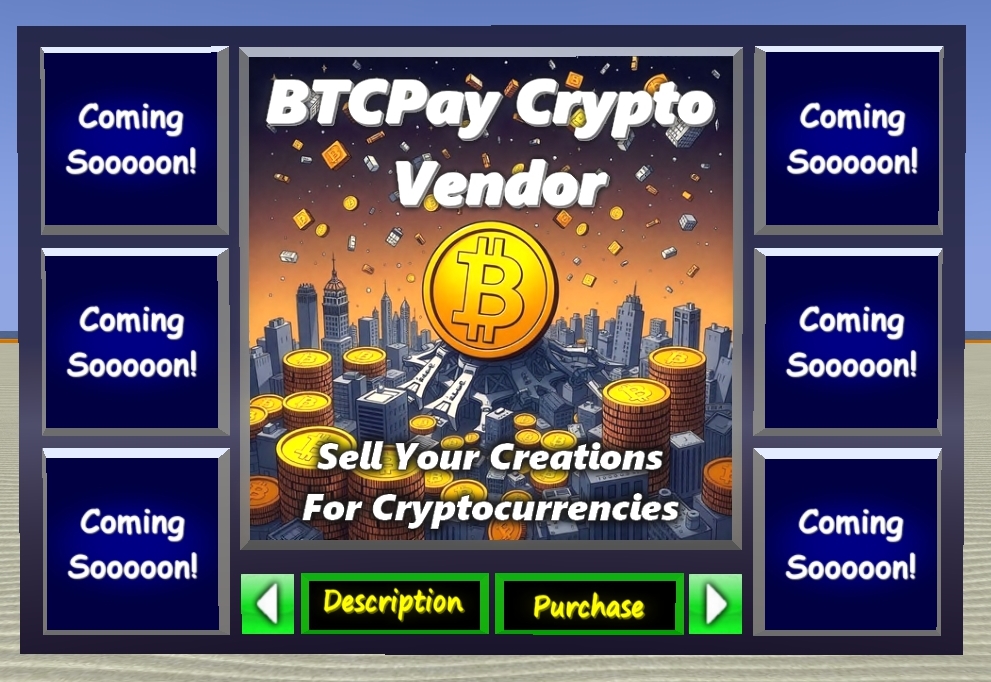 Coming
Sooooon!
Coming
Sooooon!
Coming
Sooooon!
BTCPay Crypto
Vendor
Sell Your Creations
For Cryptocurrencies
Description
Purchase
Coming
Sooooon!
Coming
Sooooon!
Coming
Sooooon!